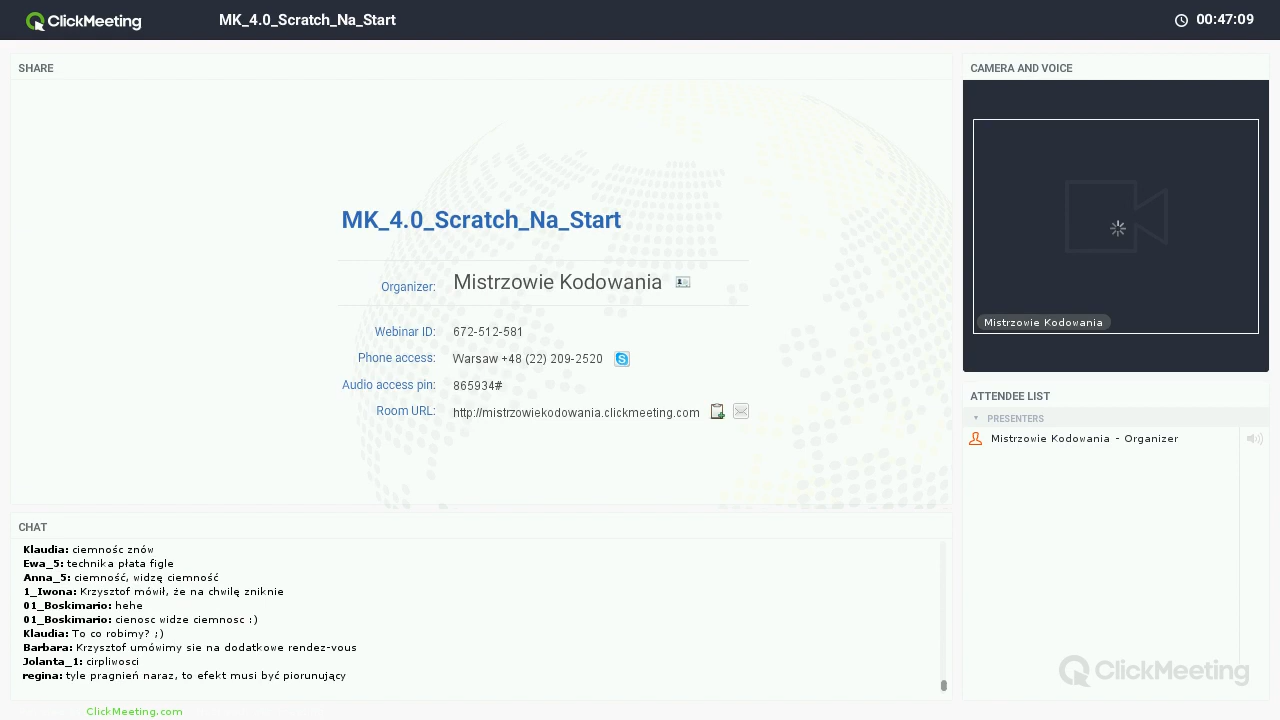 ClickMeeting
MK_4.0_Scratch_Na_Start
00:47:09
SHARE
MK_4.0_Scratch_Na_Start
Organizer: Mistrzowie Kodowania
Webinar ID: 672-512-581
Phone access: Warsaw +48 (22) 209-2520
Audio access pin: 865934#
Room URL: http://mistrzowiekodowania.clickmeeting.com
CAMERA AND VOICE
Mistrzowie Kodowania
ATTENDEE LIST
PRESENTERS
Mistrzowie Kodowania - Organizer
CHAT
Klaudia: ciemnośc znów
Ewa_5: technika płata figle
Anna_5: ciemność, widzę ciemność
1_Iwona: Krzysztof mówił, że na chwilę zniknie
01_Boskimario: hehe
01_Boskimario: cienosc widze ciemnosc :)
Klaudia: To co robimy? ;)
Barbara: Krzysztof umówimy sie na dodatkowe rendez-vous
Jolanta_1: cirpliwosci
regina: tyle pragnień naraz, to efekt musi być piorunujący
ClickMeeting
ClickMeeting.com